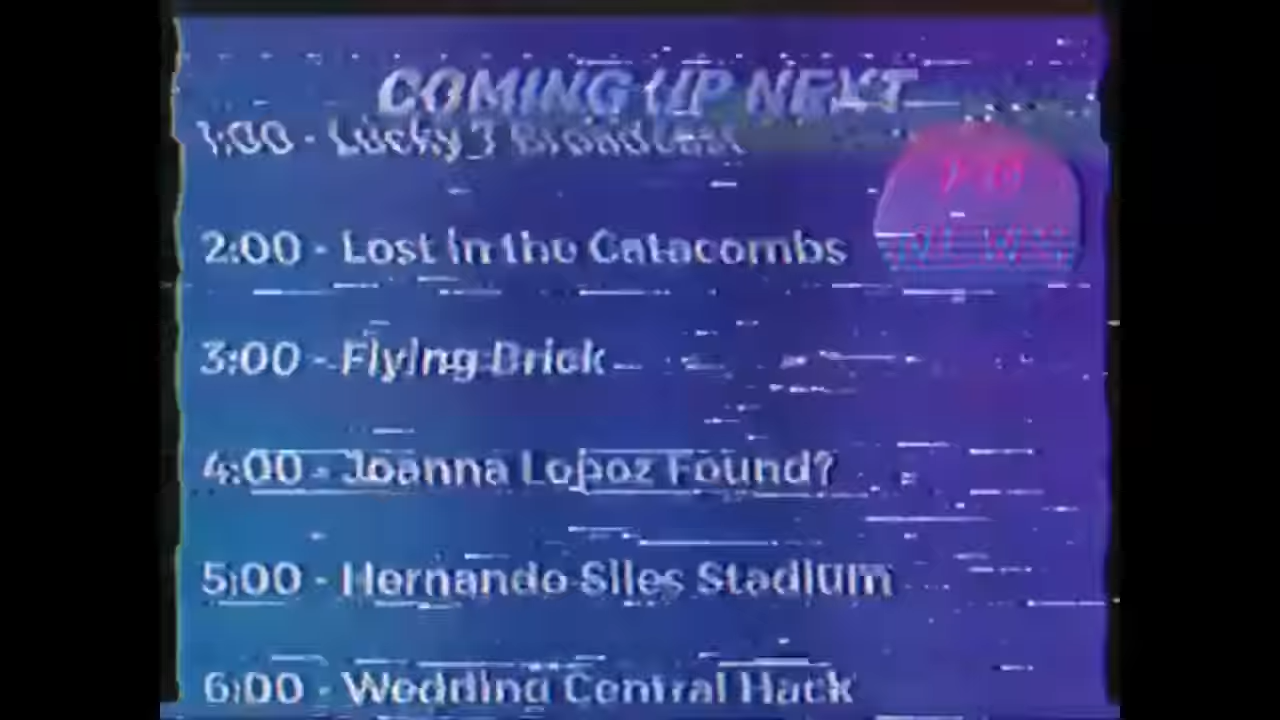 COMING UP NEXT
1:00 - Lucky 3 Broadcast
2:00 - Lost in the Catacombs
3:00 - Flying Brick
4:00 - Joanna Lopez Found?
5:00 - Hernando Siles Stadium
6:00 - Wedding Central Hack